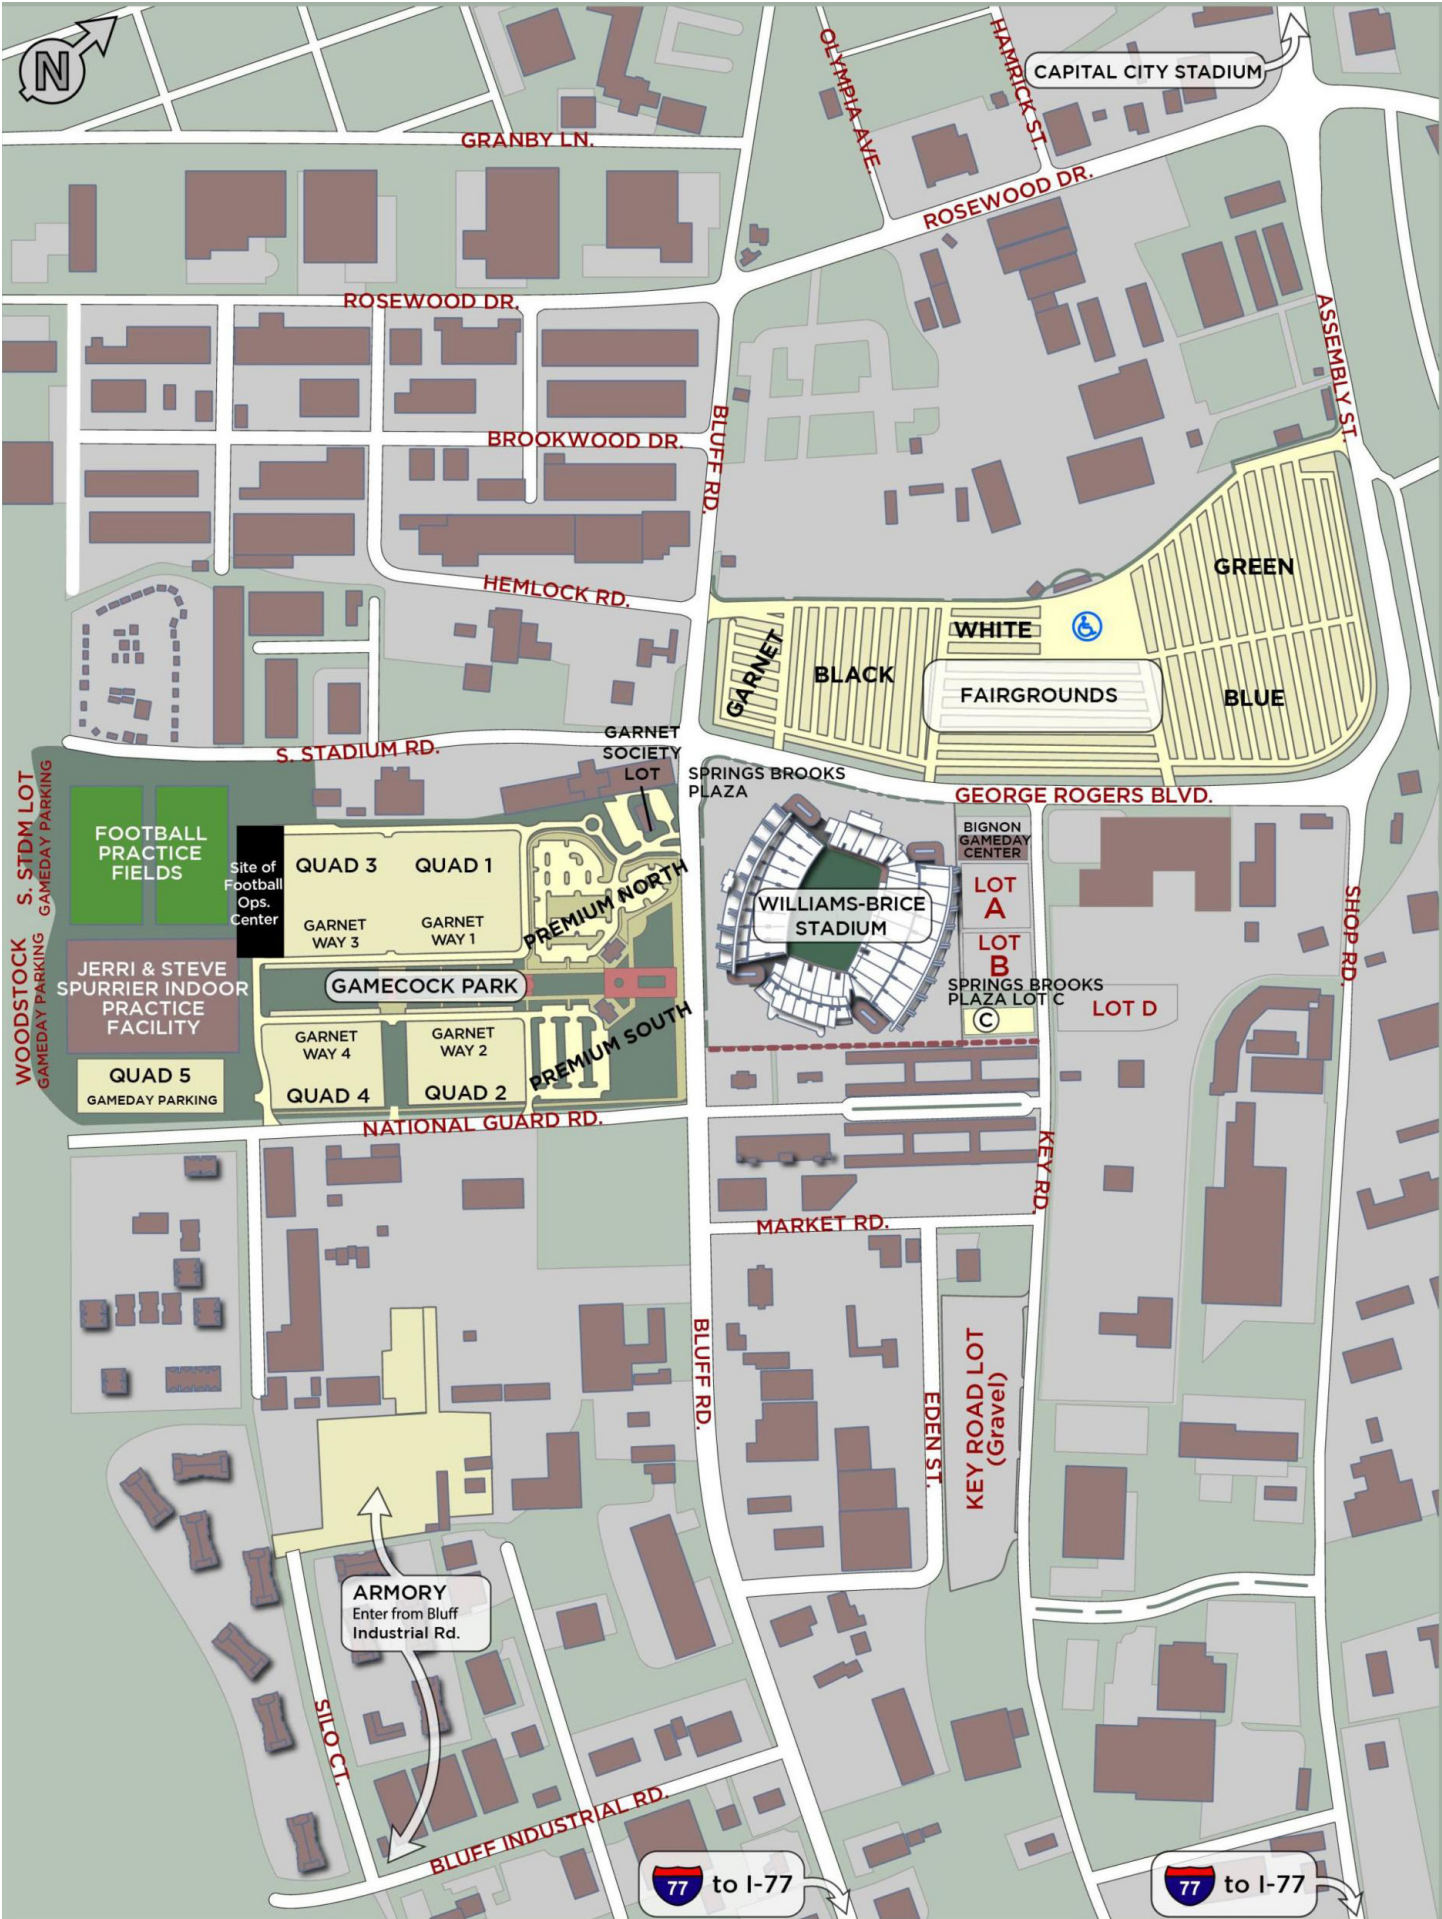 N
OLYMPIA AVE.
HAMRICK ST.
CAPITAL CITY STADIUM
GRANBY LN.
ROSEWOOD DR.
ROSEWOOD DR.
ASSEMBLY ST.
BROOKWOOD DR.
BLUFF RD.
HEMLOCK RD.
GREEN
WHITE
GARNET
BLACK
FAIRGROUNDS
BLUE
S. STADIUM RD.
GARNET
SOCIETY
LOT
SPRINGS BROOKS
PLAZA
GEORGE ROGERS BLVD.
S. STDM LOT
GAMEDAY PARKING
FOOTBALL
PRACTICE
FIELDS
Site of
Football
Ops.
Center
QUAD 3
QUAD 1
GARNET
WAY 3
GARNET
WAY 1
PREMIUM NORTH
WILLIAMS-BRICE
STADIUM
BIGNON
GAMEDAY
CENTER
LOT
A
LOT
B
SPRINGS BROOKS
PLAZA LOT C
C
LOT D
SHOP RD.
WOODSTOCK
GAMEDAY PARKING
JERRI & STEVE
SPURRIER INDOOR
PRACTICE
FACILITY
GAMECOCK PARK
GARNET
WAY 4
GARNET
WAY 2
QUAD 4
QUAD 2
PREMIUM SOUTH
QUAD 5
GAMEDAY PARKING
NATIONAL GUARD RD.
KEY RD.
MARKET RD.
BLUFF RD.
EDEN ST.
KEY ROAD LOT
(Gravel)
ARMORY
Enter from Bluff
Industrial Rd.
SILO CT.
BLUFF INDUSTRIAL RD.
77
to I-77
77
to I-77